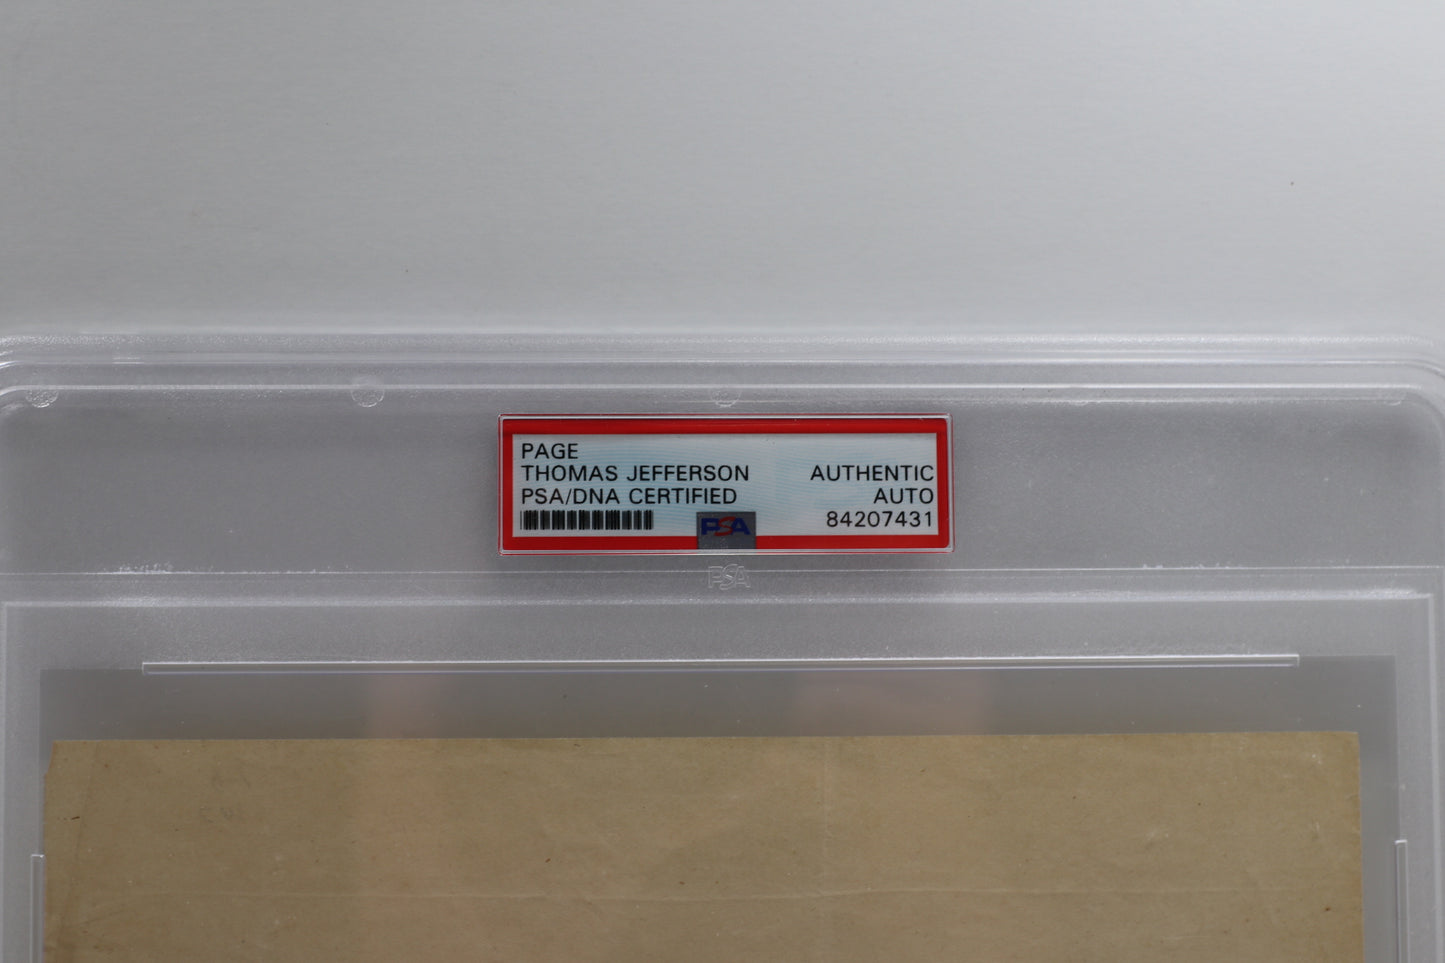 PAGE
THOMAS JEFFERSON
PSA/DNA CERTIFIED
AUTHENTIC
AUTO
84207431
PSA
PSA